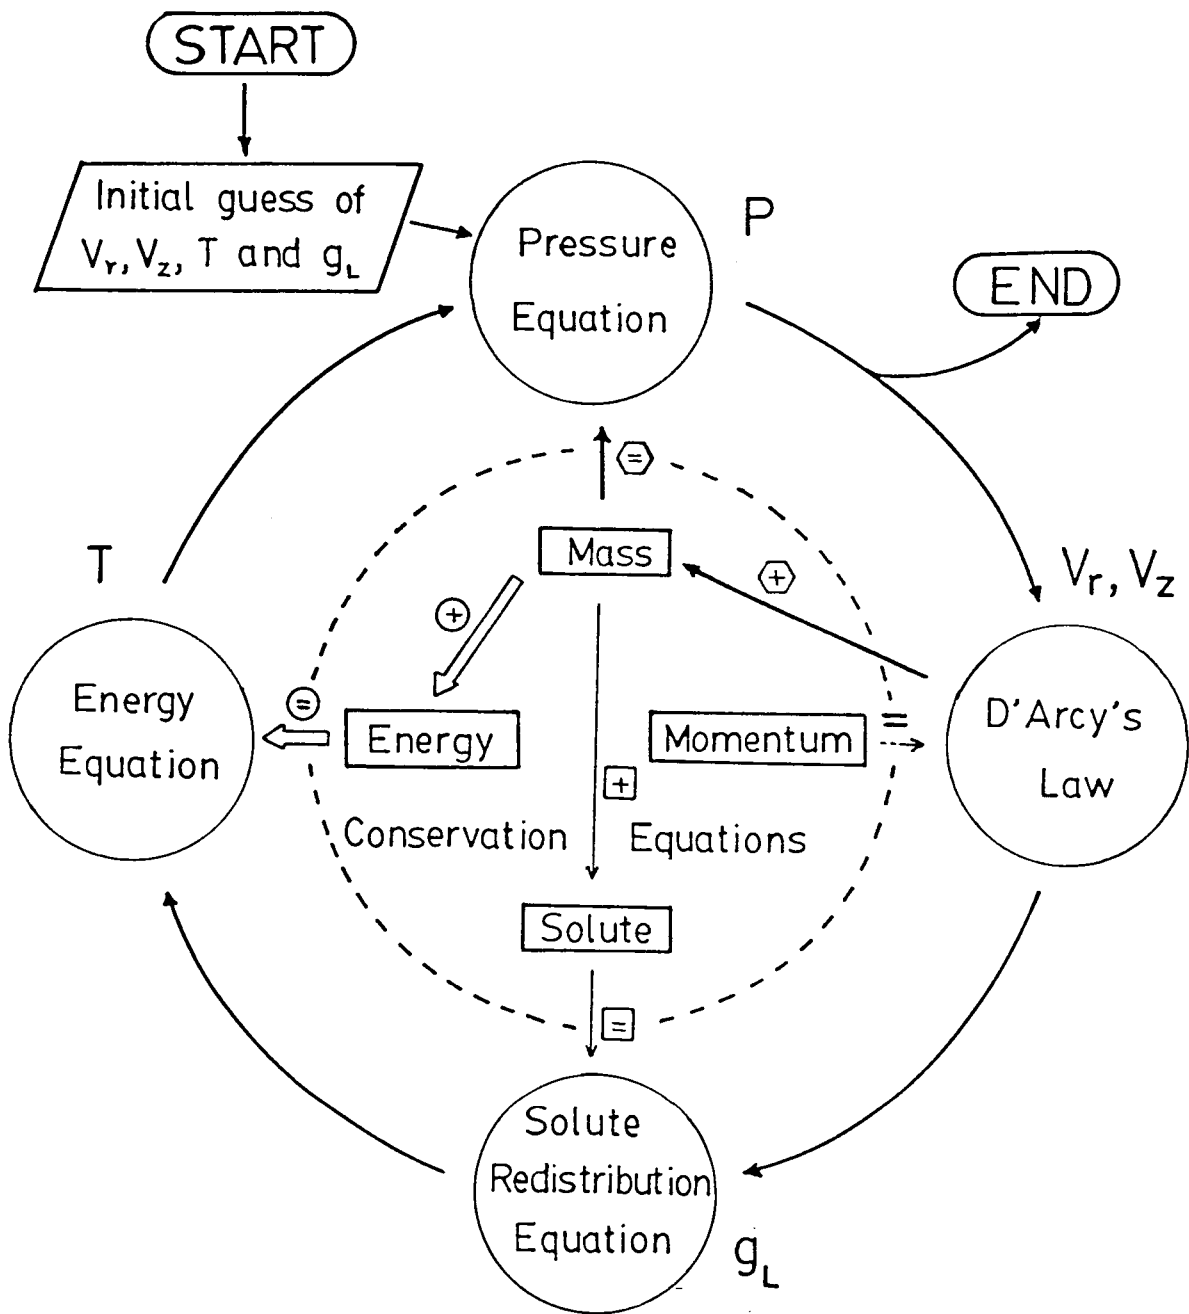 START
Initial guess of
Vr, Vz, T and gL
Pressure
Equation
P
END
=
Mass
+
+
T
Vr, Vz
Energy
Equation
=
Energy
Momentum
=
D'Arcy's
Law
+
Conservation Equations
Solute
=
Solute
Redistribution
Equation
gL